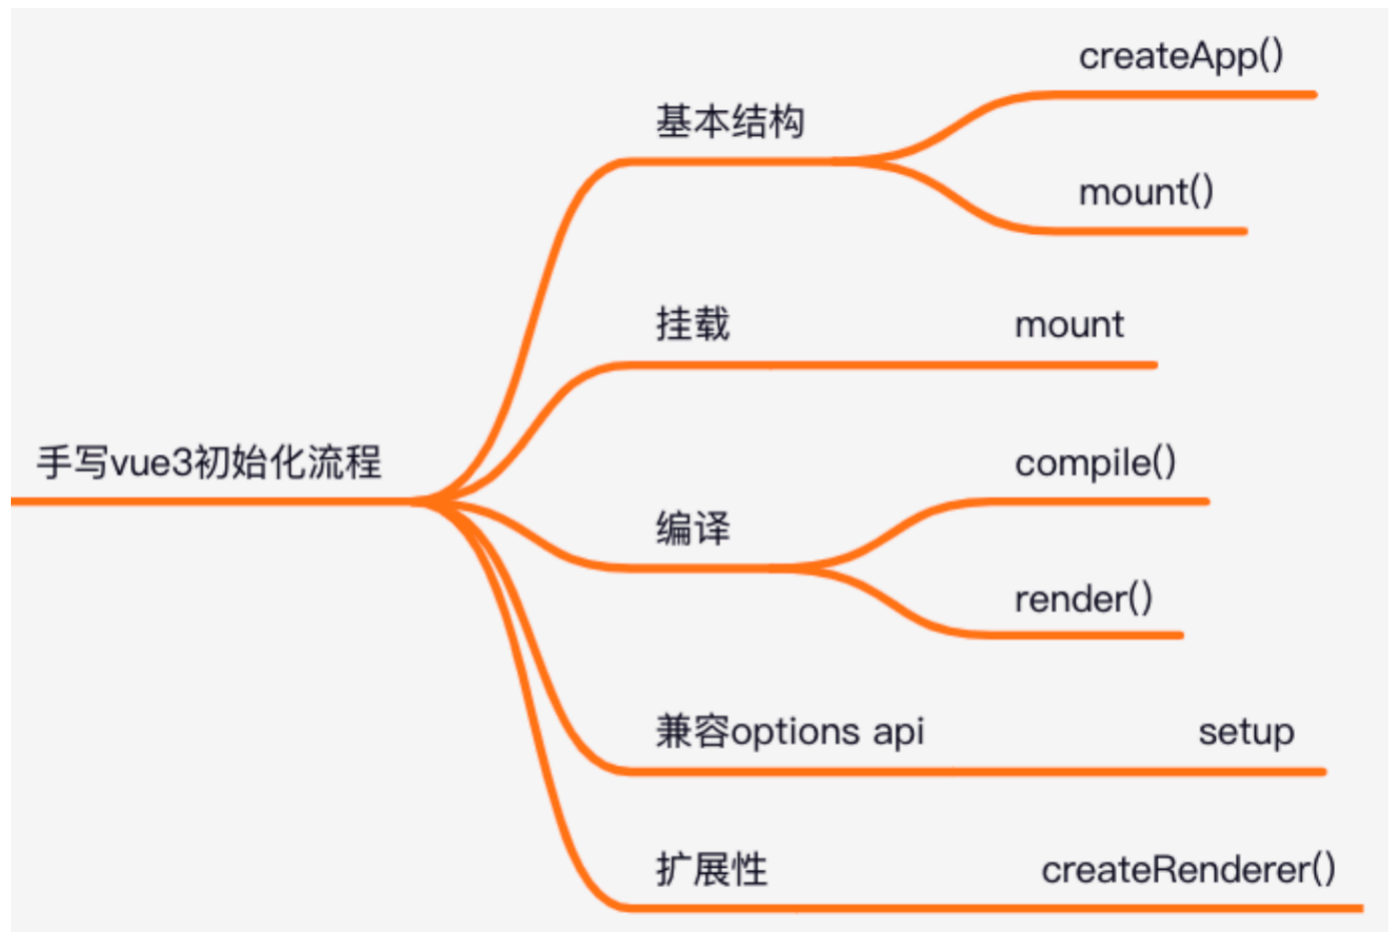 手写vue3初始化流程
基本结构
createApp()
mount()
挂载
mount
编译
compile()
render()
兼容options api
setup
扩展性
createRenderer()